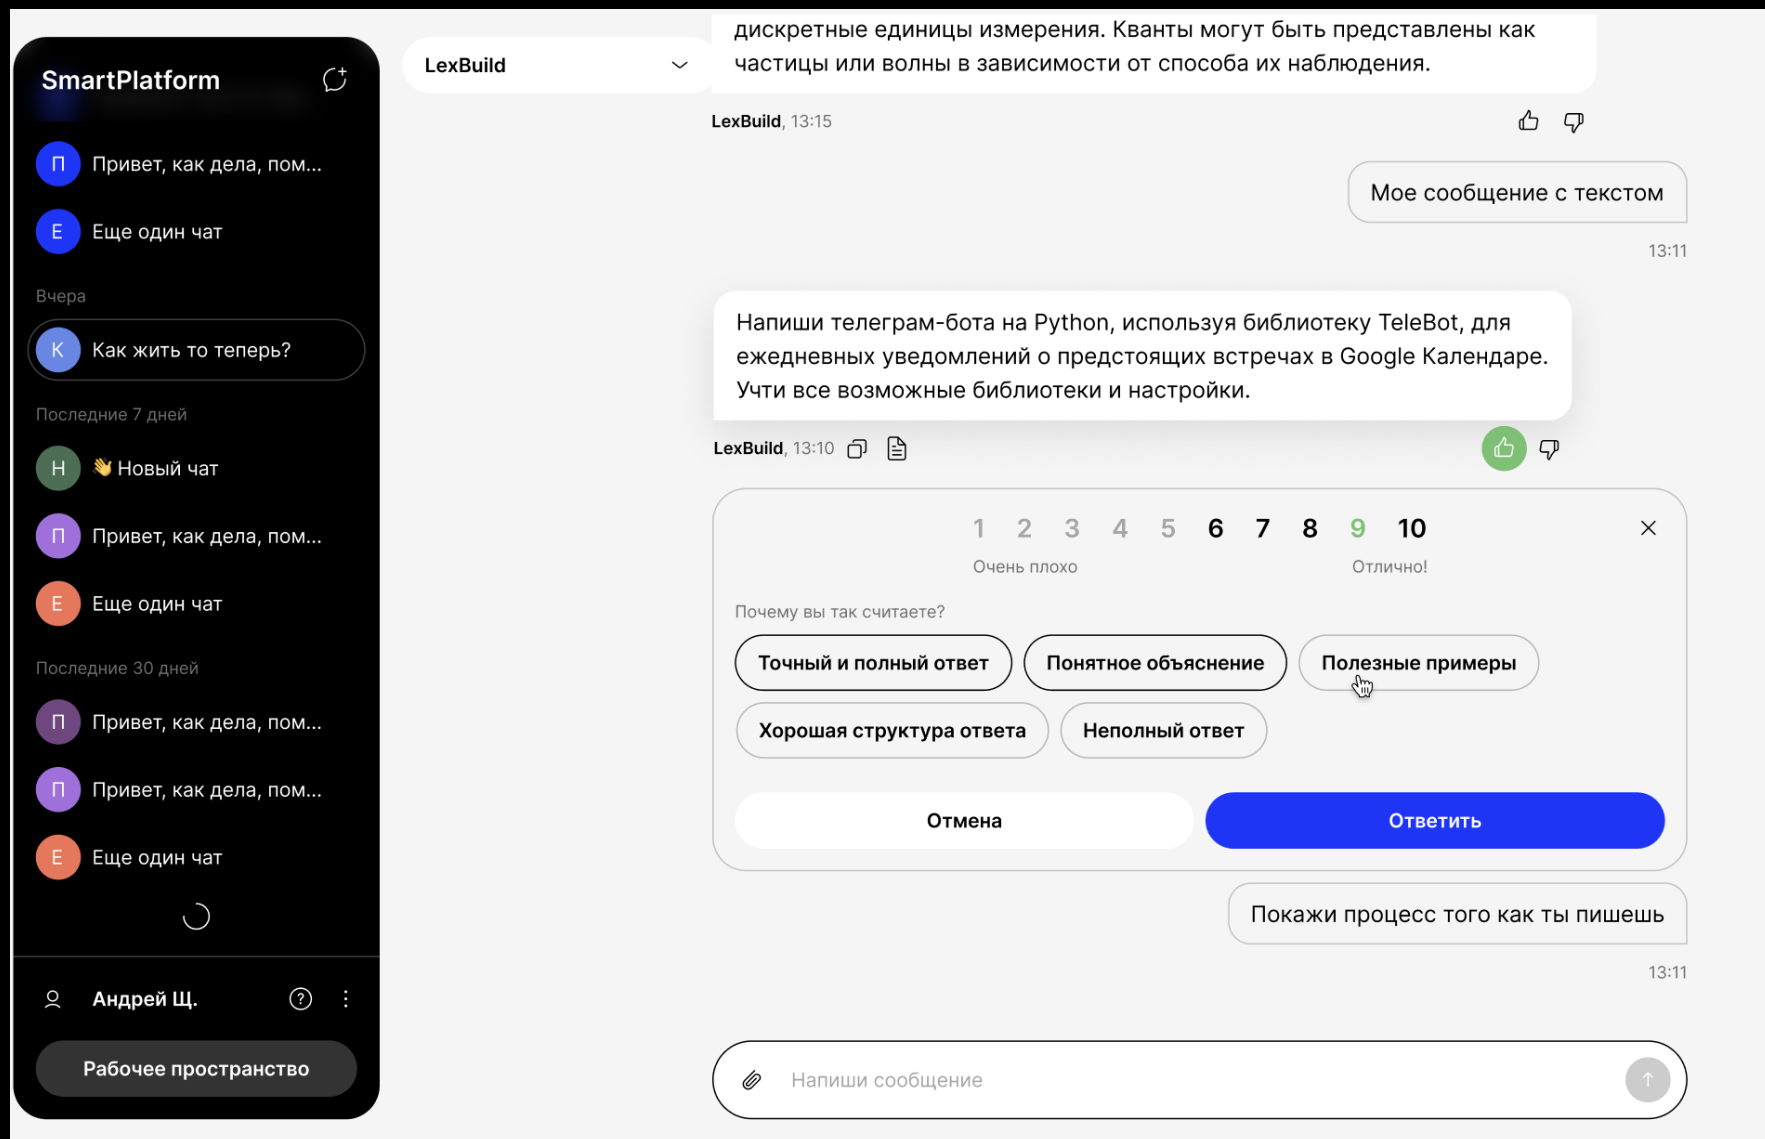 SmartPlatform
П Привет, как дела, пом...
Е Еще один чат
Вчера
К Как жить то теперь?
Последние 7 дней
Н 👋 Новый чат
П Привет, как дела, пом...
Е Еще один чат
Последние 30 дней
П Привет, как дела, пом...
П Привет, как дела, пом...
Е Еще один чат
Андрей Щ.
Рабочее пространство
LexBuild
дискретные единицы измерения. Кванты могут быть представлены как
частицы или волны в зависимости от способа их наблюдения.
LexBuild, 13:15
Мое сообщение с текстом
13:11
Напиши телеграм-бота на Python, используя библиотеку TeleBot, для
ежедневных уведомлений о предстоящих встречах в Google Календаре.
Учти все возможные библиотеки и настройки.
LexBuild, 13:10
1 2 3 4 5 6 7 8 9 10
Очень плохо Отлично!
Почему вы так считаете?
Точный и полный ответ Понятное объяснение Полезные примеры
Хорошая структура ответа Неполный ответ
Отмена Ответить
Покажи процесс того как ты пишешь
13:11
Напиши сообщение